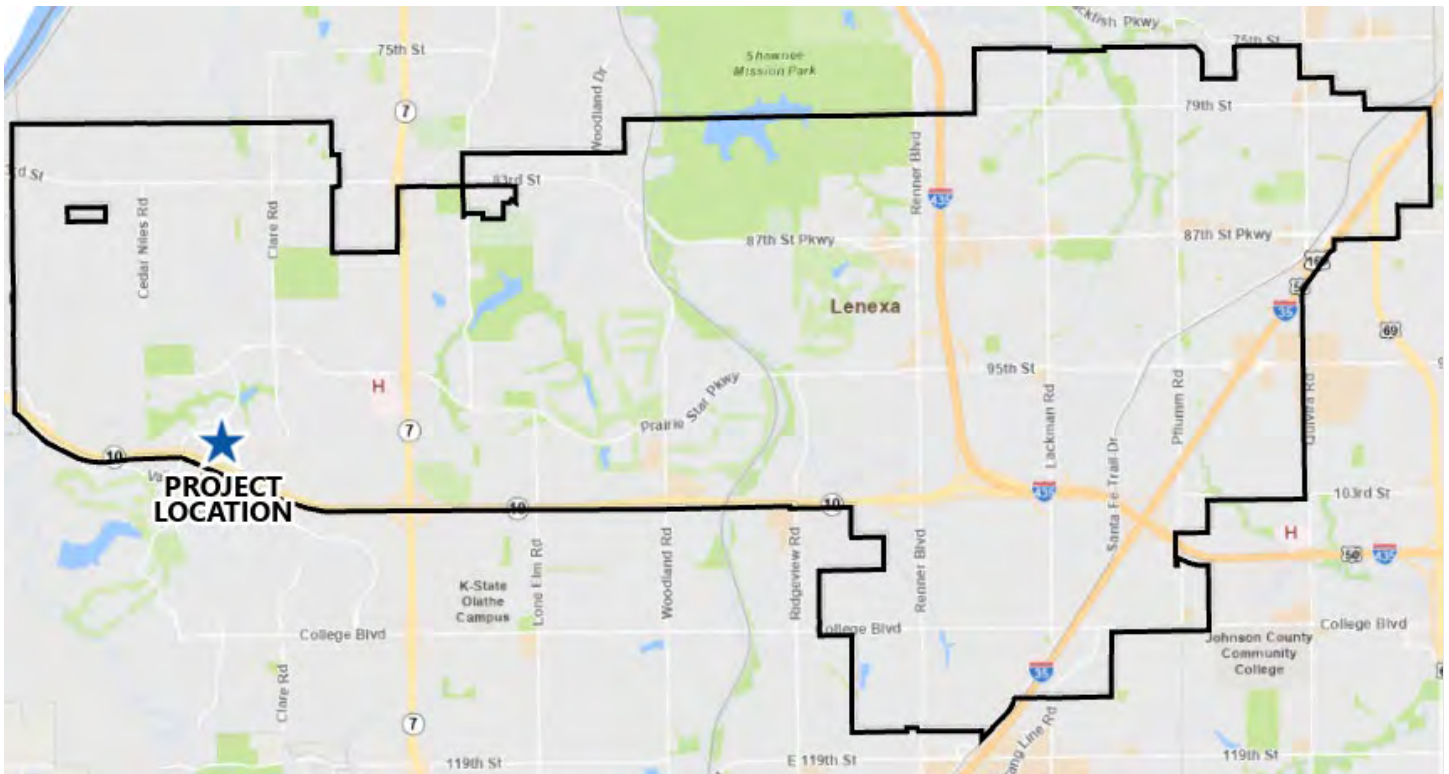 75th St
Shawnee
Mission Park
Woodland Dr
75th St
7
79th St
83rd St
Renner Blvd
435
Cedar Niles Rd
Clare Rd
87th St Pkwy
87th St Pkwy
Lenexa
35
69
H
Prairie Star Pkwy
95th St
Lackman Rd
Pflumm Rd
Quivira Rd
7
10
PROJECT
LOCATION
10
10
435
Santa Fe Trail Dr
103rd St
H
50
435
K-State
Olathe
Campus
Lone Elm Rd
Woodland Rd
Ridgeview Rd
Renner Blvd
College Blvd
College Blvd
College Blvd
Johnson County
Community
College
Clare Rd
35
7
119th St
E 119th St
119th St